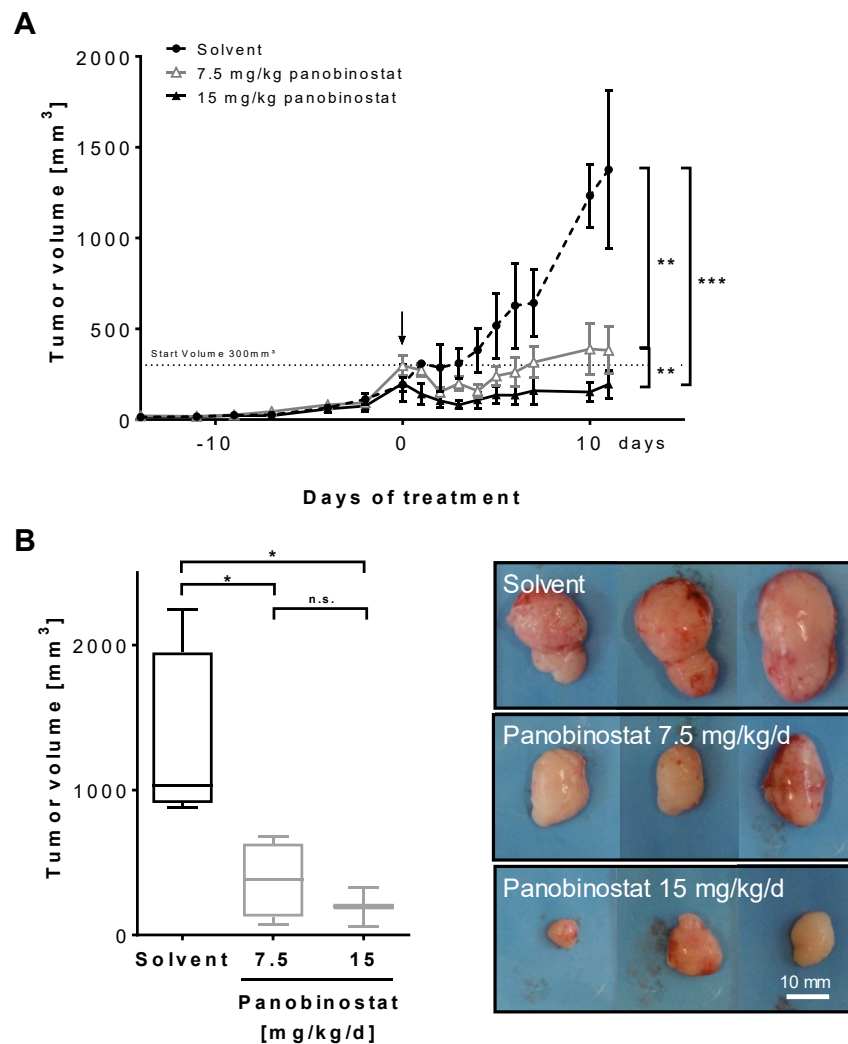 A
Solvent
7.5 mg/kg panobinostat
15 mg/kg panobinostat
2000
1500
1000
500
0
Tumor volume [mm³]
Start Volume 300mm³
**
***
**
-10
0
10
days
Days of treatment
B
*
*
n.s.
2000
1000
0
Tumor volume [mm³]
Solvent
7.5
15
Panobinostat
[mg/kg/d]
Solvent
Panobinostat 7.5 mg/kg/d
Panobinostat 15 mg/kg/d
10 mm